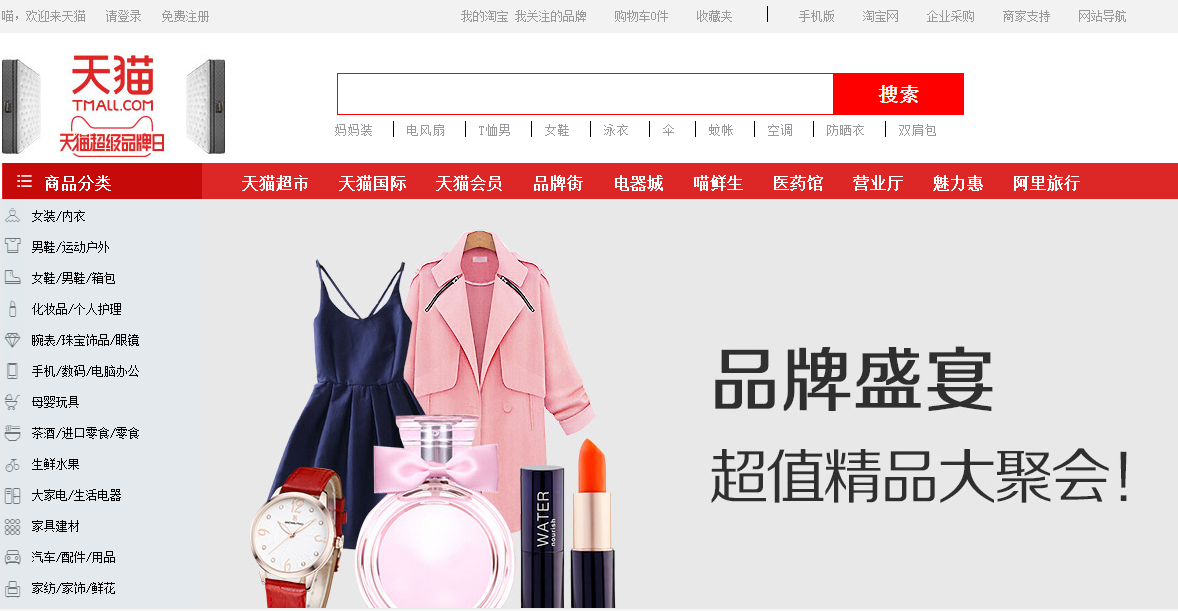 喵，欢迎来天猫 请登录 免费注册 我的淘宝 我关注的品牌 购物车0件 收藏夹 手机版 淘宝网 企业采购 商家支持 网站导航
天猫
TMALL.COM
天猫超级品牌日
搜索
妈妈装 电风扇 T恤男 女鞋 泳衣 伞 蚊帐 空调 防晒衣 双肩包
商品分类 天猫超市 天猫国际 天猫会员 品牌街 电器城 喵鲜生 医药馆 营业厅 魅力惠 阿里旅行
女装/内衣
男鞋/运动户外
女鞋/男鞋/箱包
化妆品/个人护理
腕表/珠宝饰品/眼镜
手机/数码/电脑办公
母婴玩具
茶酒/进口零食/零食
生鲜水果
大家电/生活电器
家具建材
汽车/配件/用品
家纺/家饰/鲜花
品牌盛宴
超值精品大聚会!
WATER
nourish